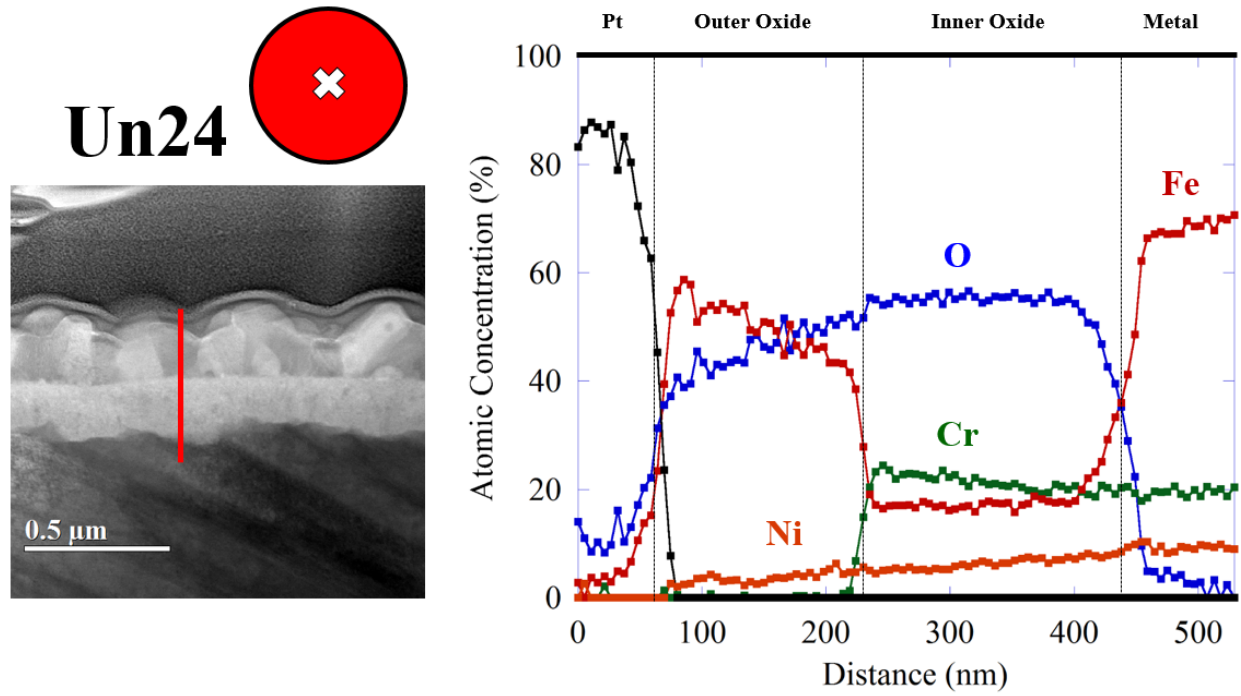 Un24
0.5 μm
Pt Outer Oxide Inner Oxide Metal
Atomic Concentration (%)
100
80
60
40
20
0
Fe
O
Cr
Ni
0 100 200 300 400 500
Distance (nm)